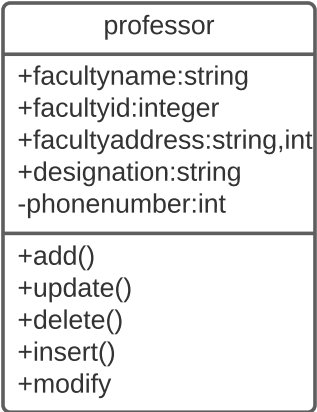 professor
+facultyname:string
+facultyid:integer
+facultyaddress:string,int
+designation:string
-phonenumber:int
+add()
+update()
+delete()
+insert()
+modify